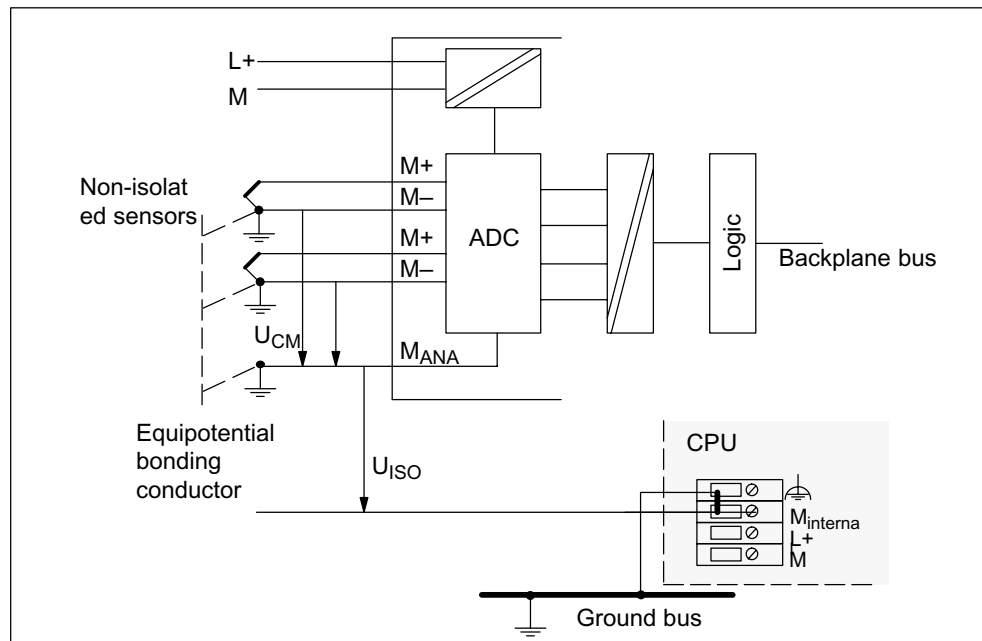 L+
M
M+
M–
M+
M–
Non-isolat
ed sensors
ADC
Logic
Backplane bus
UCM
MANA
Equipotential
bonding
conductor
UISO
CPU
Minterna
L+
M
Ground bus